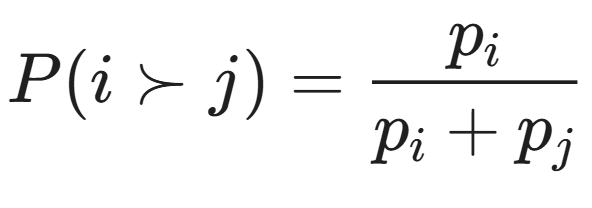 P(i ≻ j) = p_i / (p_i + p_j)